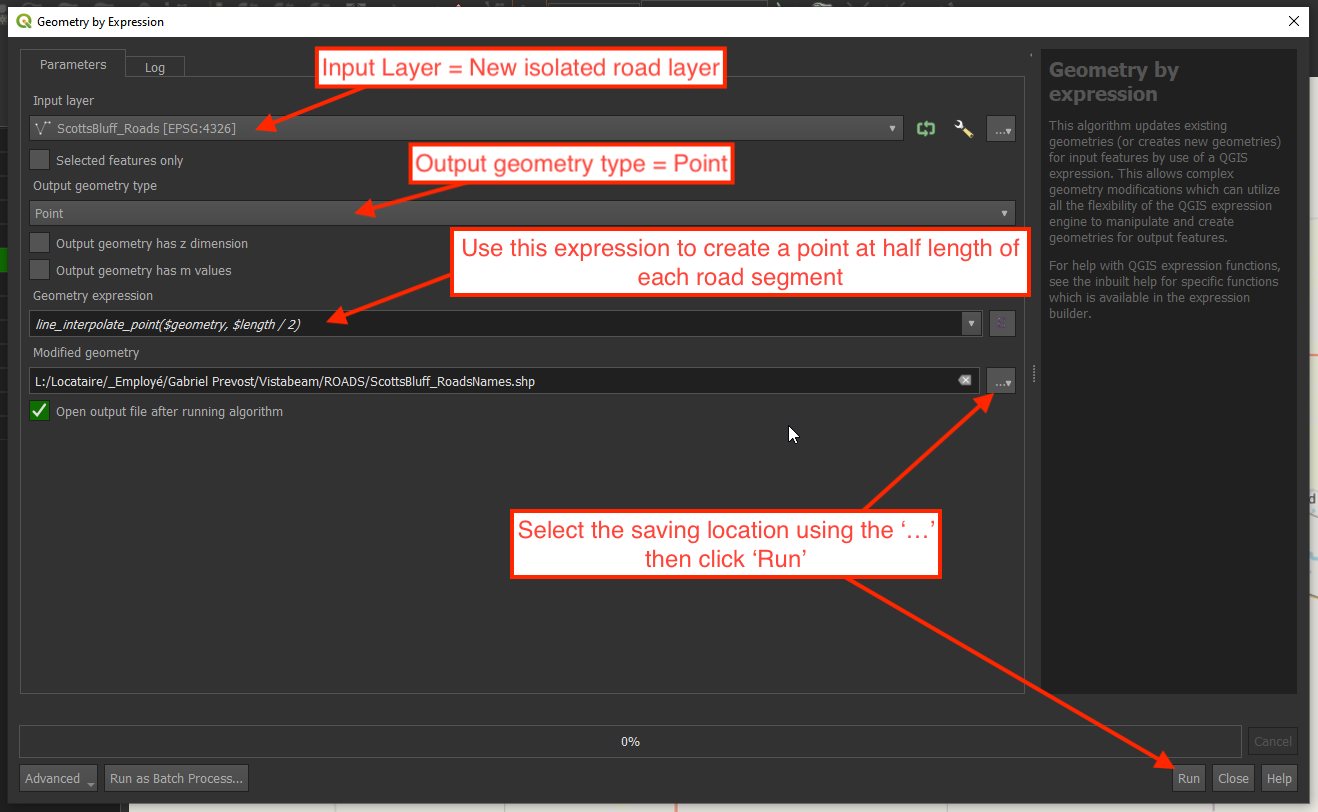 Geometry by Expression
Parameters
Log
Input Layer = New isolated road layer
Input layer
ScottsBluff_Roads [EPSG:4326]
...
Selected features only
Output geometry type = Point
Output geometry type
Point
Output geometry has z dimension
Use this expression to create a point at half length of
each road segment
Output geometry has m values
Geometry expression
line_interpolate_point($geometry, $length / 2)
Modified geometry
L:/Locataire/_Employé/Gabriel Prevost/Vistabeam/ROADS/ScottsBluff_RoadsNames.shp
...
Open output file after running algorithm
Select the saving location using the ‘…’
then click ‘Run’
Geometry by
expression
This algorithm updates existing
geometries (or creates new geometries)
for input features by use of a QGIS
expression. This allows complex
geometry modifications which can utilize
all the flexibility of the QGIS expression
engine to manipulate and create
geometries for output features.
For help with QGIS expression functions,
see the inbuilt help for specific functions
which is available in the expression
builder.
0%
Cancel
Advanced
Run as Batch Process...
Run
Close
Help